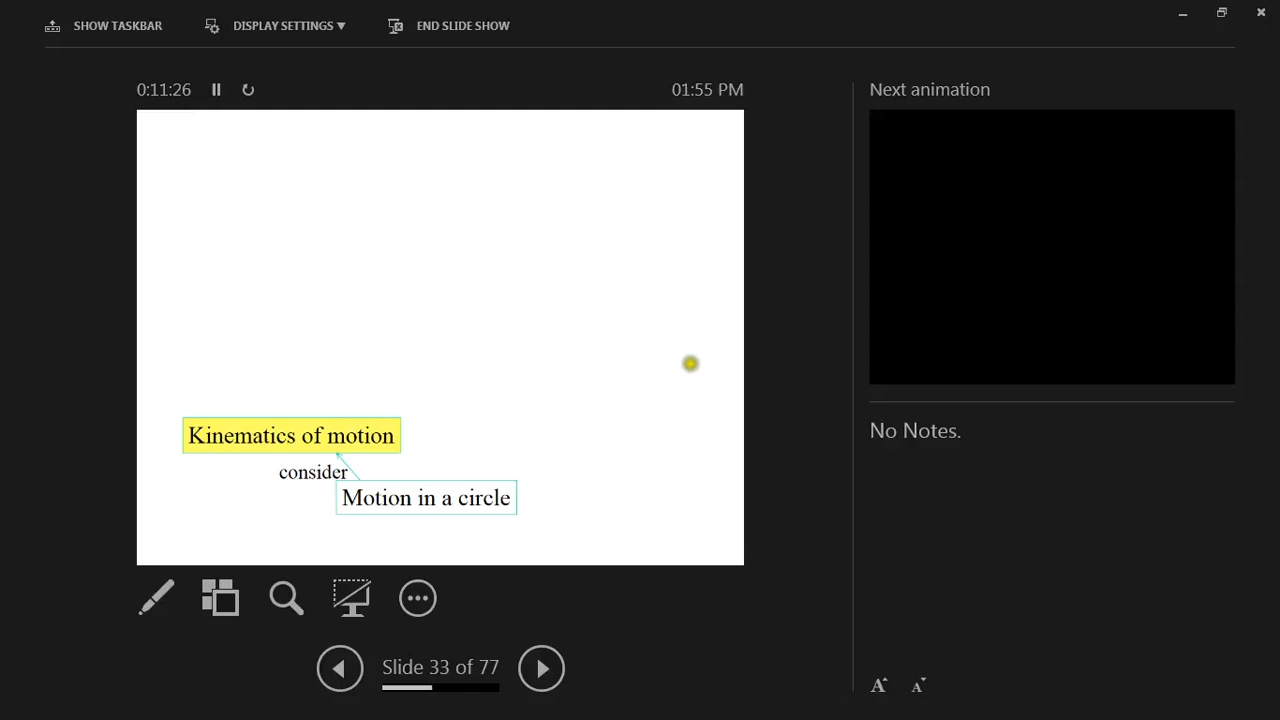 SHOW TASKBAR DISPLAY SETTINGS ▼ END SLIDE SHOW
0:11:26 01:55 PM Next animation
No Notes.
Kinematics of motion
consider
Motion in a circle
Slide 33 of 77
A A